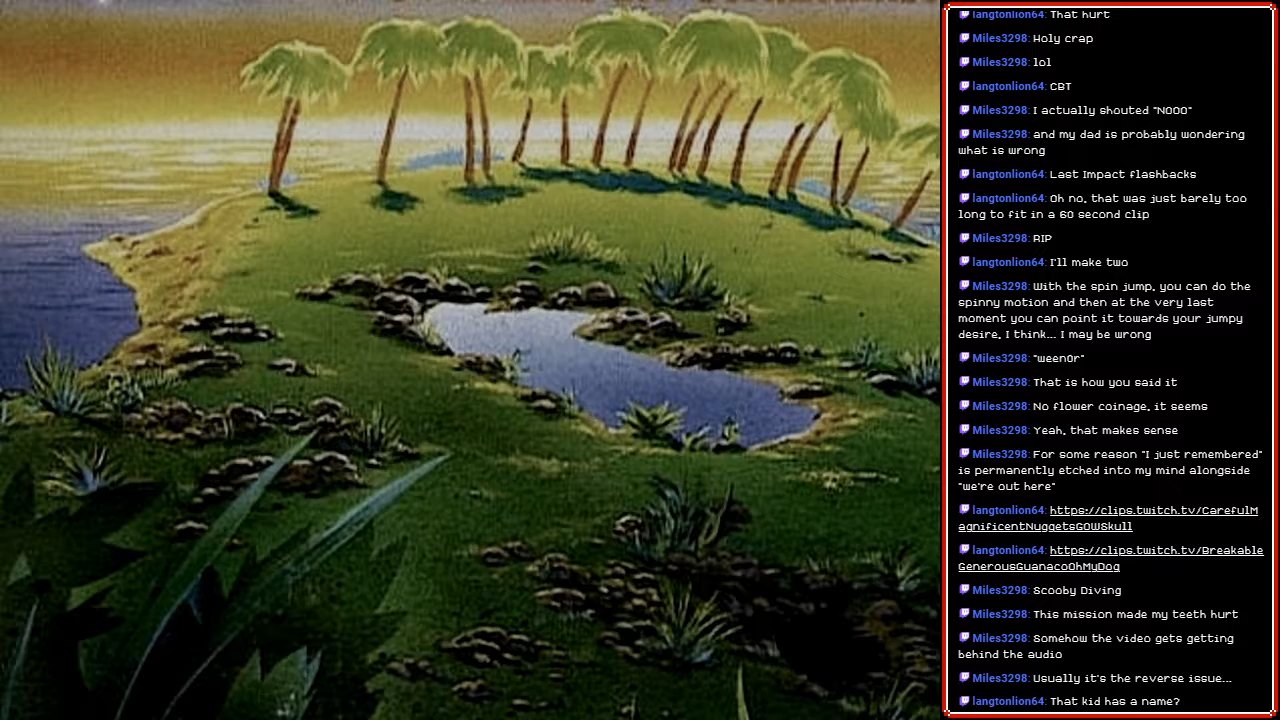 langtonlion64: That hurt
Miles3298: Holy crap
Miles3298: lol
langtonlion64: CBT
Miles3298: I actually shouted "NOOO"
Miles3298: and my dad is probably wondering
what is wrong
langtonlion64: Last Impact flashbacks
langtonlion64: Oh no, that was just barely too
long to fit in a 60 second clip
Miles3298: RIP
langtonlion64: I'll make two
Miles3298: With the spin jump, you can do the
spinny motion and then at the very last
moment you can point it towards your jumpy
desire, I think... I may be wrong
Miles3298: "ween0r"
Miles3298: That is how you said it
Miles3298: No flower coinage, it seems
Miles3298: Yeah, that makes sense
Miles3298: For some reason "I just remembered"
is permanently etched into my mind alongside
"we're out here"
langtonlion64: https://clips.twitch.tv/CarefulM
agnificentNuggetsGOWSkull
langtonlion64: https://clips.twitch.tv/Breakable
GenerousGuanacoOhMyDog
Miles3298: Scooby Diving
Miles3298: This mission made my teeth hurt
Miles3298: Somehow the video gets getting
behind the audio
Miles3298: Usually it's the reverse issue...
langtonlion64: That kid has a name?